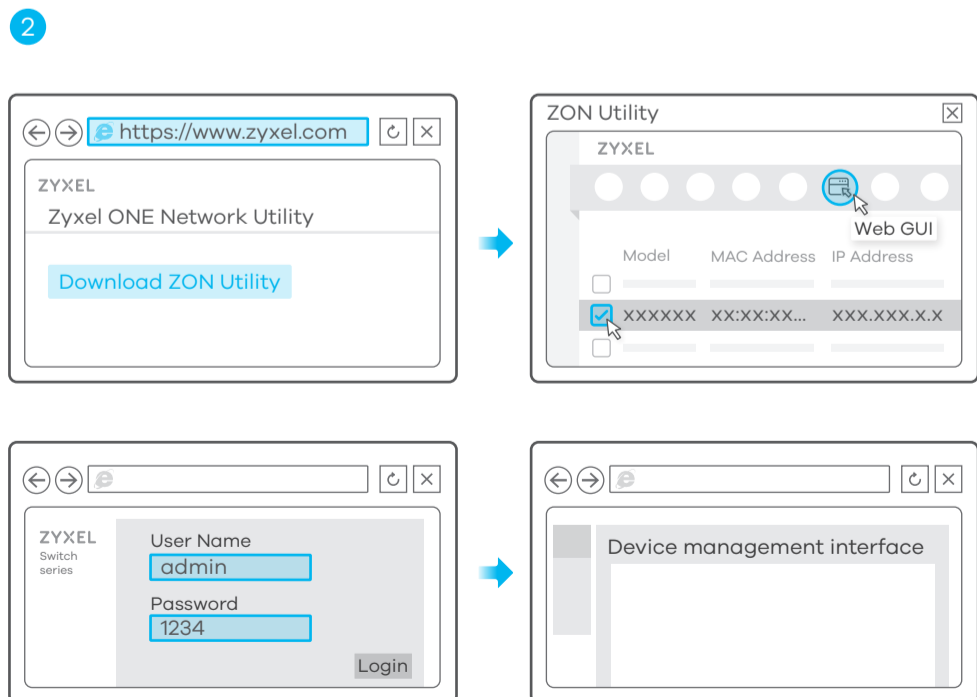 2
https://www.zyxel.com
ZYXEL
Zyxel ONE Network Utility
Download ZON Utility
ZON Utility
ZYXEL
Web GUI
Model MAC Address IP Address
XXXXXX XX:XX:XX... XXX.XXX.X.X
ZYXEL
Switch
series
User Name
admin
Password
1234
Login
Device management interface